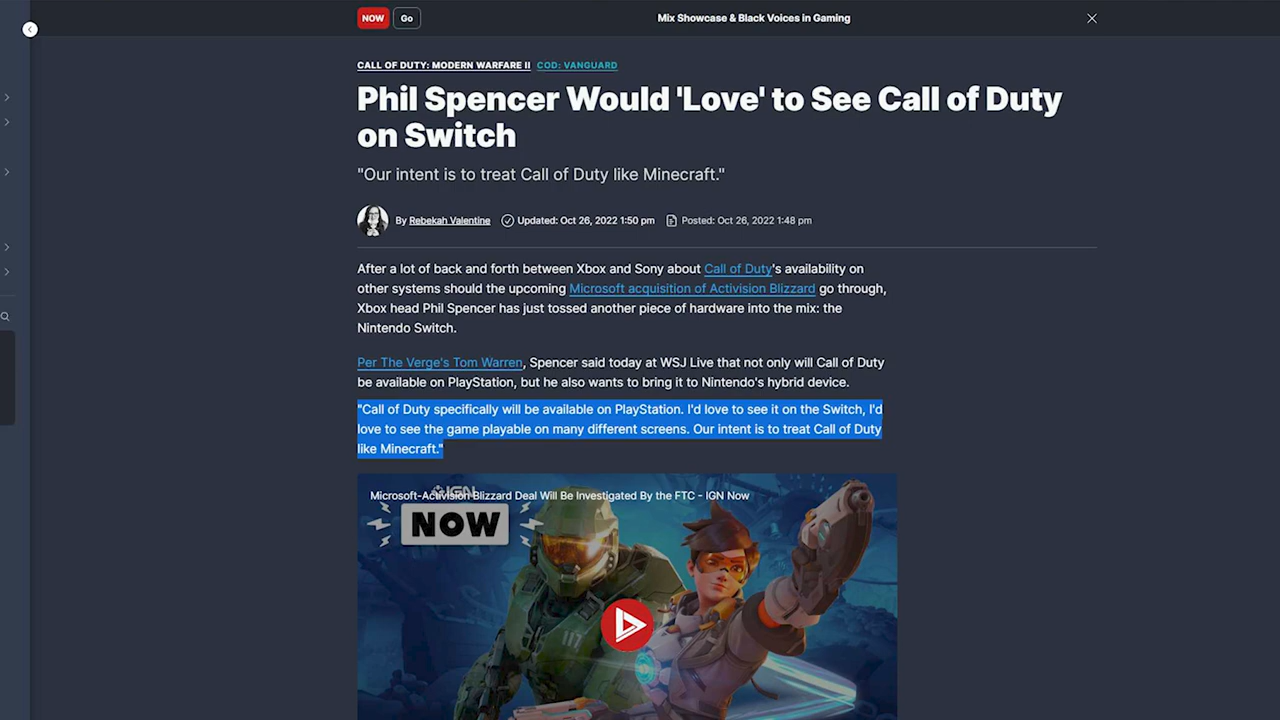 NOW
Go
Mix Showcase & Black Voices in Gaming
CALL OF DUTY: MODERN WARFARE II COD: VANGUARD
Phil Spencer Would 'Love' to See Call of Duty
on Switch
"Our intent is to treat Call of Duty like Minecraft."
By Rebekah Valentine Updated: Oct 26, 2022 1:50 pm Posted: Oct 26, 2022 1:48 pm
After a lot of back and forth between Xbox and Sony about Call of Duty's availability on
other systems should the upcoming Microsoft acquisition of Activision Blizzard go through,
Xbox head Phil Spencer has just tossed another piece of hardware into the mix: the
Nintendo Switch.
Per The Verge's Tom Warren, Spencer said today at WSJ Live that not only will Call of Duty
be available on PlayStation, but he also wants to bring it to Nintendo's hybrid device.
"Call of Duty specifically will be available on PlayStation. I'd love to see it on the Switch, I'd
love to see the game playable on many different screens. Our intent is to treat Call of Duty
like Minecraft."
IGN
Microsoft-Activision Blizzard Deal Will Be Investigated By the FTC - IGN Now
NOW
117